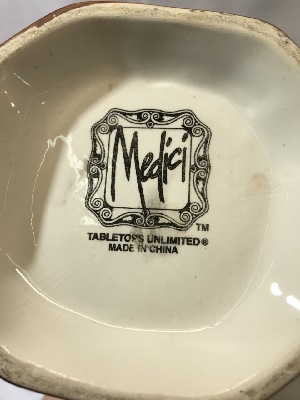 Medici
TM
TABLETOPS UNLIMITED®
MADE IN CHINA